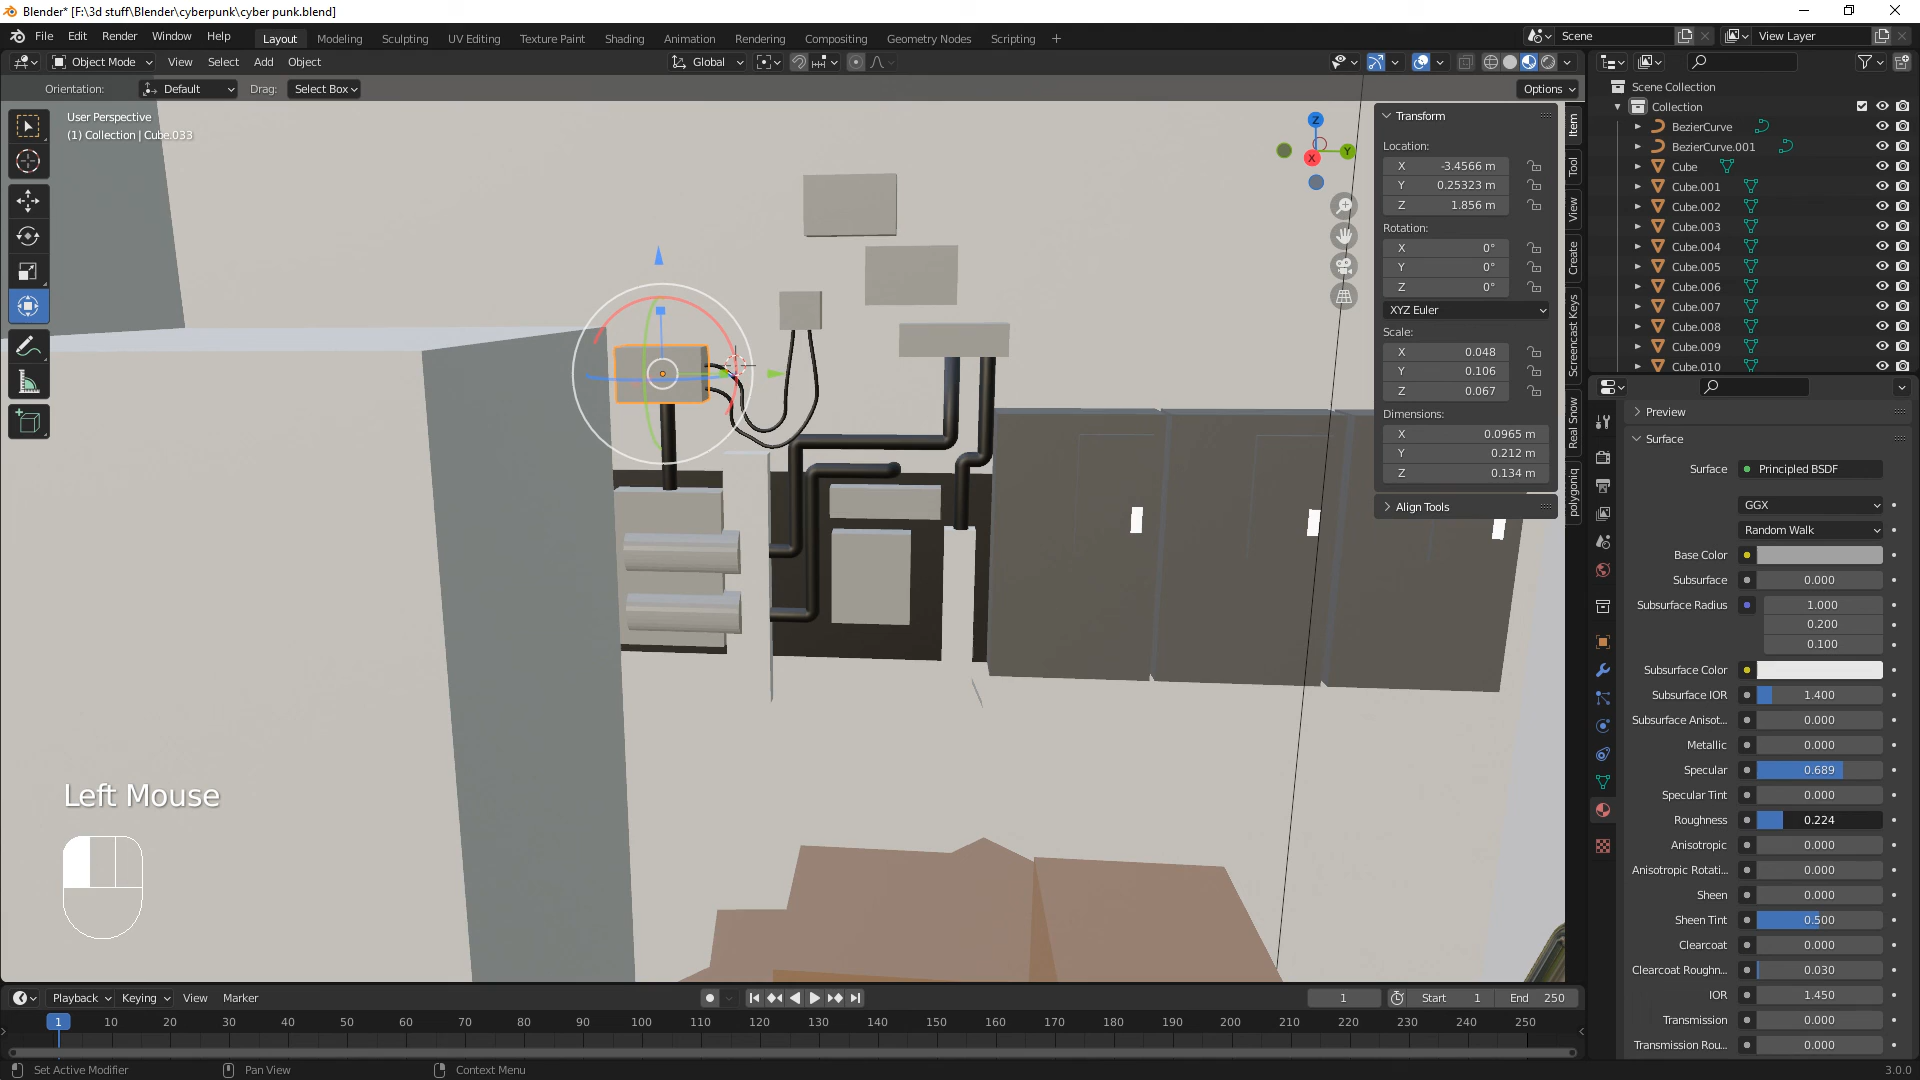 Blender* [F:\3d stuff\Blender\cyberpunk\cyber punk.blend]
File Edit Render Window Help
Layout Modeling Sculpting UV Editing Texture Paint Shading Animation Rendering Compositing Geometry Nodes Scripting +
Scene
View Layer
Object Mode View Select Add Object
Global
Orientation: Default Drag: Select Box
Options
User Perspective
(1) Collection | Cube.033
Z
Y
X
Transform
Location:
X -3.4566 m
Y 0.25323 m
Z 1.856 m
Rotation:
X 0°
Y 0°
Z 0°
XYZ Euler
Scale:
X 0.048
Y 0.106
Z 0.067
Dimensions:
X 0.0965 m
Y 0.212 m
Z 0.134 m
Align Tools
Item
Tool
View
Create
Screencast Keys
Real Snow
polygoniq
Scene Collection
Collection
BezierCurve
BezierCurve.001
Cube
Cube.001
Cube.002
Cube.003
Cube.004
Cube.005
Cube.006
Cube.007
Cube.008
Cube.009
Cube.010
Preview
Surface
Surface Principled BSDF
GGX
Random Walk
Base Color
Subsurface 0.000
Subsurface Radius 1.000
0.200
0.100
Subsurface Color
Subsurface IOR 1.400
Subsurface Anisot... 0.000
Metallic 0.000
Specular 0.689
Specular Tint 0.000
Roughness 0.224
Anisotropic 0.000
Anisotropic Rotati... 0.000
Sheen 0.000
Sheen Tint 0.500
Clearcoat 0.000
Clearcoat Roughn... 0.030
IOR 1.450
Transmission 0.000
Transmission Rou... 0.000
Left Mouse
Playback Keying View Marker
1
Start 1
End 250
1 10 20 30 40 50 60 70 80 90 100 110 120 130 140 150 160 170 180 190 200 210 220 230 240 250
Set Active Modifier
Pan View
Context Menu
3.0.0